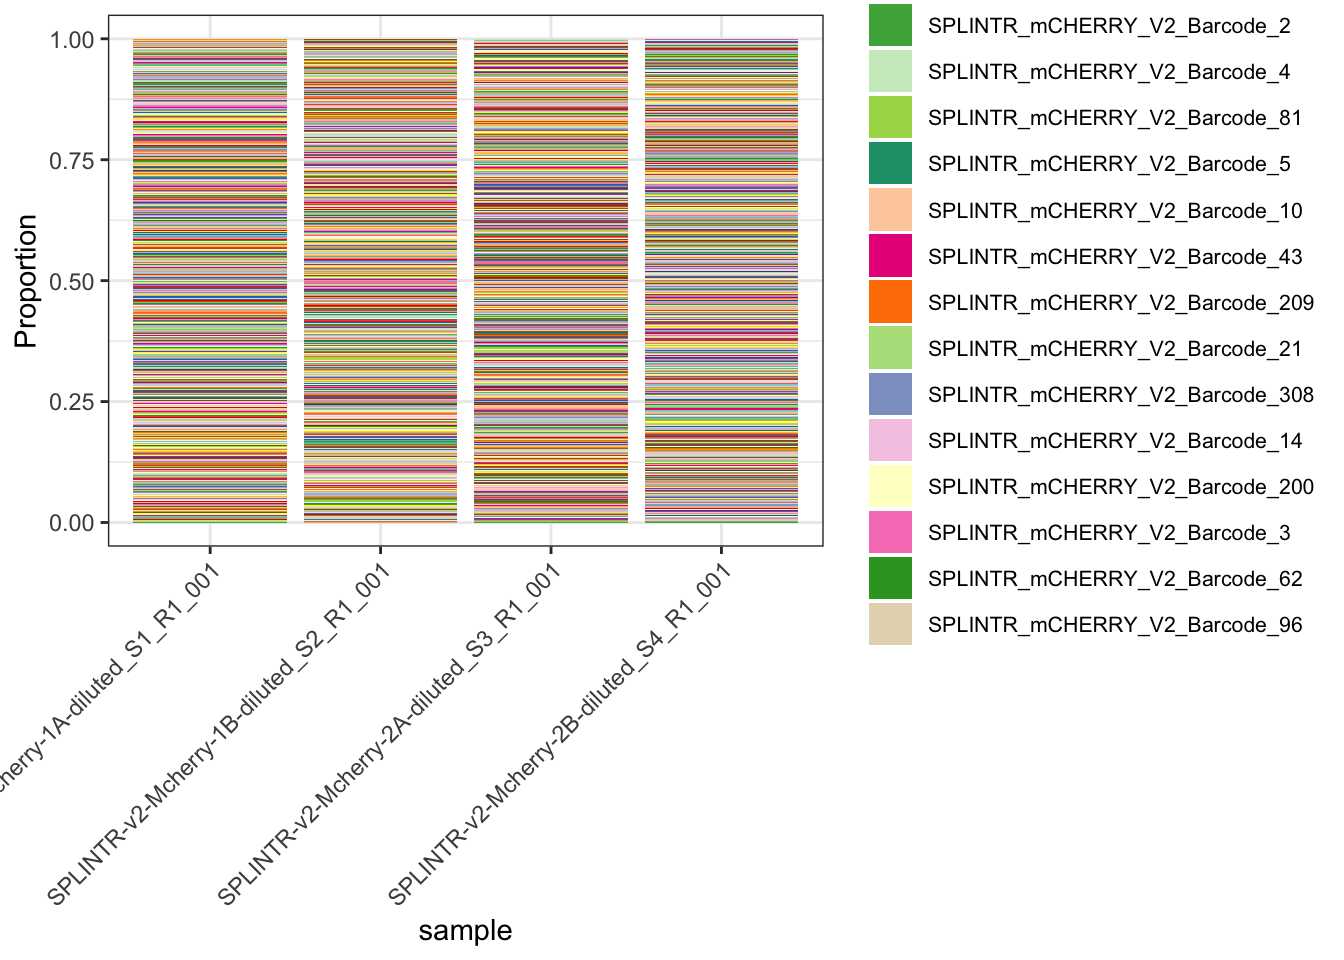 Proportion
1.00
0.75
0.50
0.25
0.00
cherry-1A-diluted_S1_R1_001
SPLINTR-v2-Mcherry-1B-diluted_S2_R1_001
SPLINTR-v2-Mcherry-2A-diluted_S3_R1_001
SPLINTR-v2-Mcherry-2B-diluted_S4_R1_001
sample
SPLINTR_mCHERRY_V2_Barcode_2
SPLINTR_mCHERRY_V2_Barcode_4
SPLINTR_mCHERRY_V2_Barcode_81
SPLINTR_mCHERRY_V2_Barcode_5
SPLINTR_mCHERRY_V2_Barcode_10
SPLINTR_mCHERRY_V2_Barcode_43
SPLINTR_mCHERRY_V2_Barcode_209
SPLINTR_mCHERRY_V2_Barcode_21
SPLINTR_mCHERRY_V2_Barcode_308
SPLINTR_mCHERRY_V2_Barcode_14
SPLINTR_mCHERRY_V2_Barcode_200
SPLINTR_mCHERRY_V2_Barcode_3
SPLINTR_mCHERRY_V2_Barcode_62
SPLINTR_mCHERRY_V2_Barcode_96